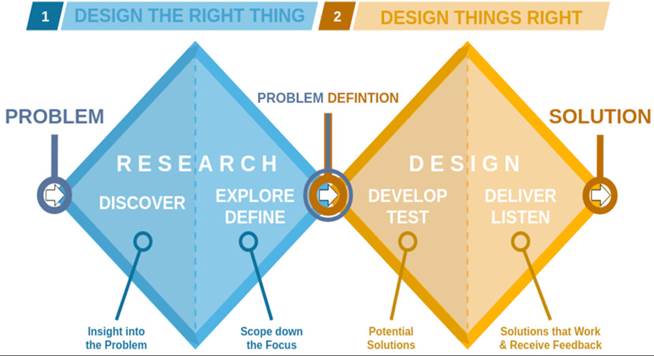 1 DESIGN THE RIGHT THING 2 DESIGN THINGS RIGHT
PROBLEM DEFINTION
PROBLEM
SOLUTION
RESEARCH
DISCOVER
EXPLORE
DEFINE
DESIGN
DEVELOP
TEST
DELIVER
LISTEN
Insight into
the Problem
Scope down
the Focus
Potential
Solutions
Solutions that Work
& Receive Feedback